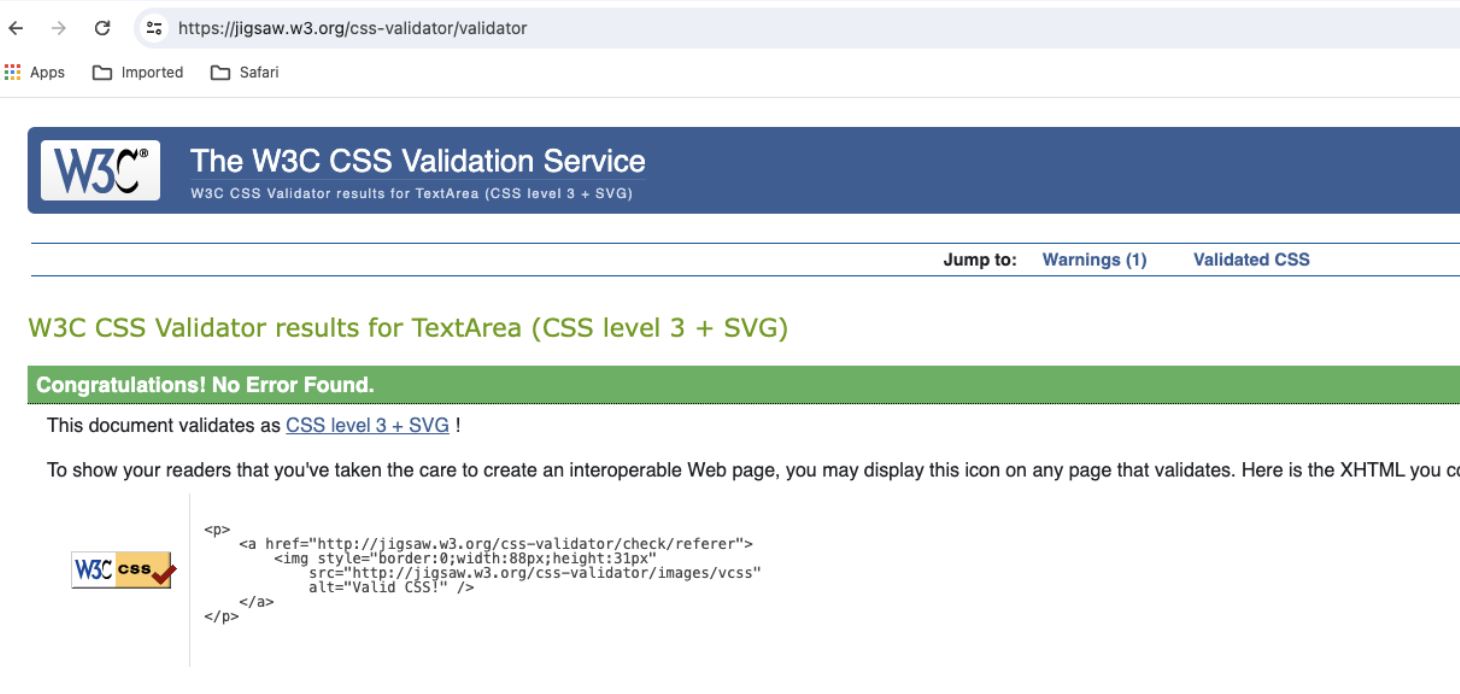 https://jigsaw.w3.org/css-validator/validator
Apps Imported Safari
W3C® The W3C CSS Validation Service
W3C CSS Validator results for TextArea (CSS level 3 + SVG)
Jump to: Warnings (1) Validated CSS
W3C CSS Validator results for TextArea (CSS level 3 + SVG)
Congratulations! No Error Found.
This document validates as CSS level 3 + SVG !
To show your readers that you've taken the care to create an interoperable Web page, you may display this icon on any page that validates. Here is the XHTML you
<p>
<a href="http://jigsaw.w3.org/css-validator/check/referer">
<img style="border:0;width:88px;height:31px"
W3C css src="http://jigsaw.w3.org/css-validator/images/vcss"
alt="Valid CSS!" />
</a>
</p>